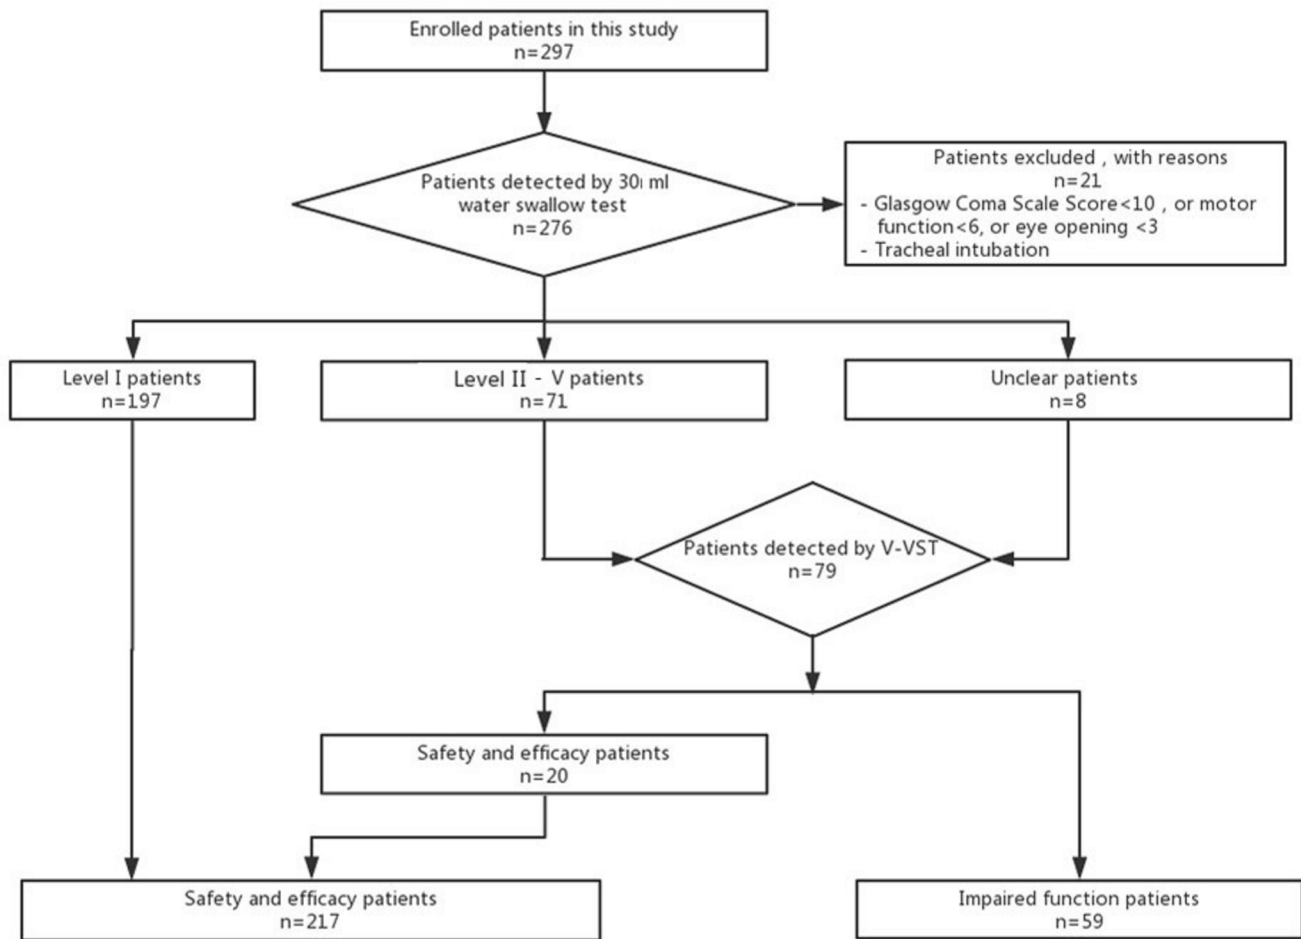 Enrolled patients in this study
n=297
Patients detected by 30 ml
water swallow test
n=276
Patients excluded , with reasons
n=21
- Glasgow Coma Scale Score<10 , or motor
function<6, or eye opening <3
- Tracheal intubation
Level I patients
n=197
Level II - V patients
n=71
Unclear patients
n=8
Patients detected by V-VST
n=79
Safety and efficacy patients
n=20
Safety and efficacy patients
n=217
Impaired function patients
n=59